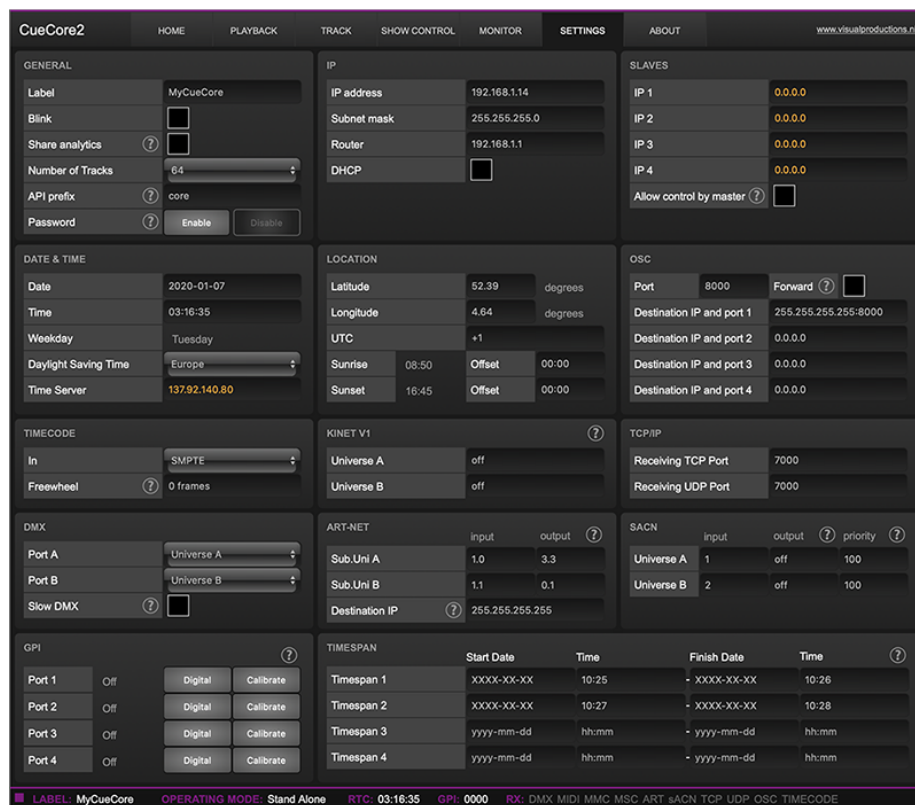 CueCore2 HOME PLAYBACK TRACK SHOW CONTROL MONITOR SETTINGS ABOUT www.visualproductions.n
GENERAL
Label MyCueCore
Blink
Share analytics ?
Number of Tracks 64
API prefix ? core
Password ? Enable Disable
IP
IP address 192.168.1.14
Subnet mask 255.255.255.0
Router 192.168.1.1
DHCP
SLAVES
IP 1 0.0.0.0
IP 2 0.0.0.0
IP 3 0.0.0.0
IP 4 0.0.0.0
Allow control by master ?
DATE & TIME
Date 2020-01-07
Time 03:16:35
Weekday Tuesday
Daylight Saving Time Europe
Time Server 137.92.140.80
LOCATION
Latitude 52.39 degrees
Longitude 4.64 degrees
UTC +1
Sunrise 08:50 Offset 00:00
Sunset 16:45 Offset 00:00
OSC
Port 8000 Forward ?
Destination IP and port 1 255.255.255.255:8000
Destination IP and port 2 0.0.0.0
Destination IP and port 3 0.0.0.0
Destination IP and port 4 0.0.0.0
TIMECODE
In SMPTE
Freewheel ? 0 frames
KINET V1 ?
Universe A off
Universe B off
TCP/IP
Receiving TCP Port 7000
Receiving UDP Port 7000
DMX
Port A Universe A
Port B Universe B
Slow DMX ?
ART-NET input output ?
Sub.Uni A 1.0 3.3
Sub.Uni B 1.1 0.1
Destination IP ? 255.255.255.255
SACN input output ? priority ?
Universe A 1 off 100
Universe B 2 off 100
GPI ?
Port 1 Off Digital Calibrate
Port 2 Off Digital Calibrate
Port 3 Off Digital Calibrate
Port 4 Off Digital Calibrate
TIMESPAN Start Date Time Finish Date Time ?
Timespan 1 XXXX-XX-XX 10:25 - XXXX-XX-XX 10:26
Timespan 2 XXXX-XX-XX 10:27 - XXXX-XX-XX 10:28
Timespan 3 yyyy-mm-dd hh:mm - yyyy-mm-dd hh:mm
Timespan 4 yyyy-mm-dd hh:mm - yyyy-mm-dd hh:mm
LABEL: MyCueCore OPERATING MODE: Stand Alone RTC: 03:16:35 GPI: 0000 RX: DMX MIDI MMC MSC ART sACN TCP UDP OSC TIMECODE